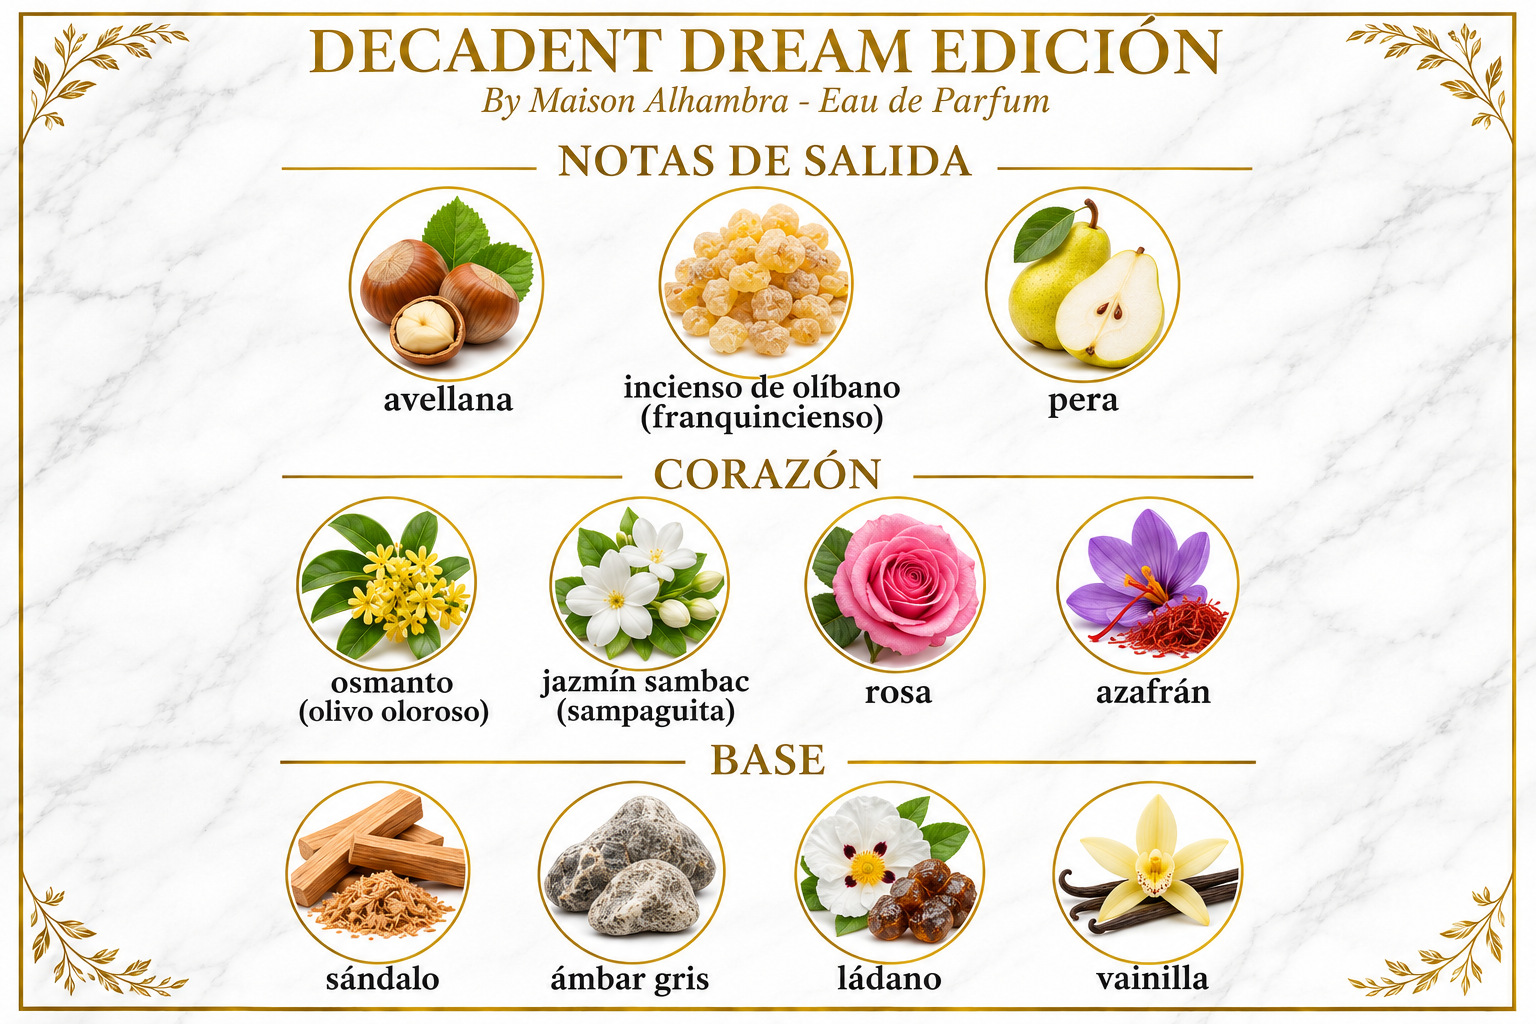 DECADENT DREAM EDICIÓN
By Maison Alhambra - Eau de Parfum
NOTAS DE SALIDA
avellana
incienso de olíbano
(franquincienso)
pera
CORAZÓN
osmanto
(olivo oloroso)
jazmín sambac
(sampaguita)
rosa
azafrán
BASE
sándalo
ámbar gris
ládano
vainilla